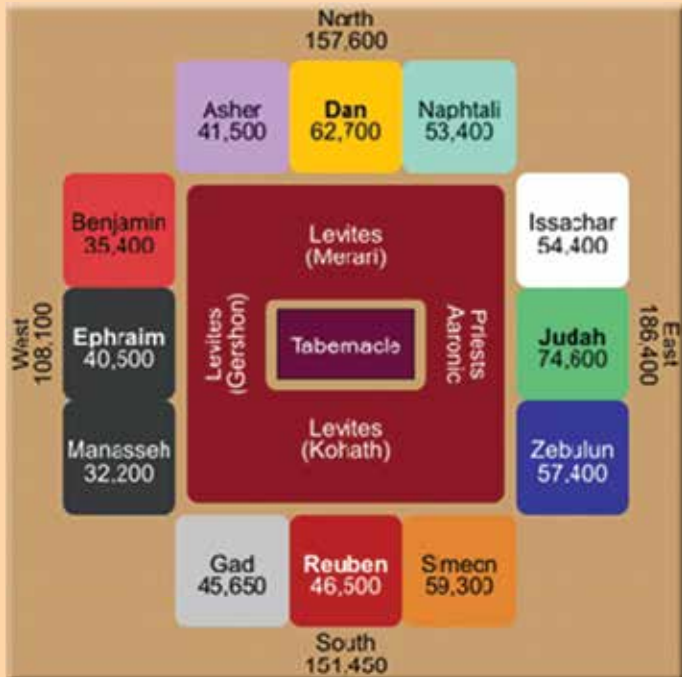 North
157,600
Asher
41,500
Dan
62,700
Naphtali
53,400
Benjamin
35,400
Ephraim
40,500
Manasseh
32,200
West
108,100
Levites
(Merari)
Levites
(Gershon)
Tabernacle
Priests
Aaronic
Levites
(Kohath)
Issachar
54,400
Judah
74,600
Zebulun
57,400
East
186,400
Gad
45,650
Reuben
46,500
Simeon
59,300
South
151,450